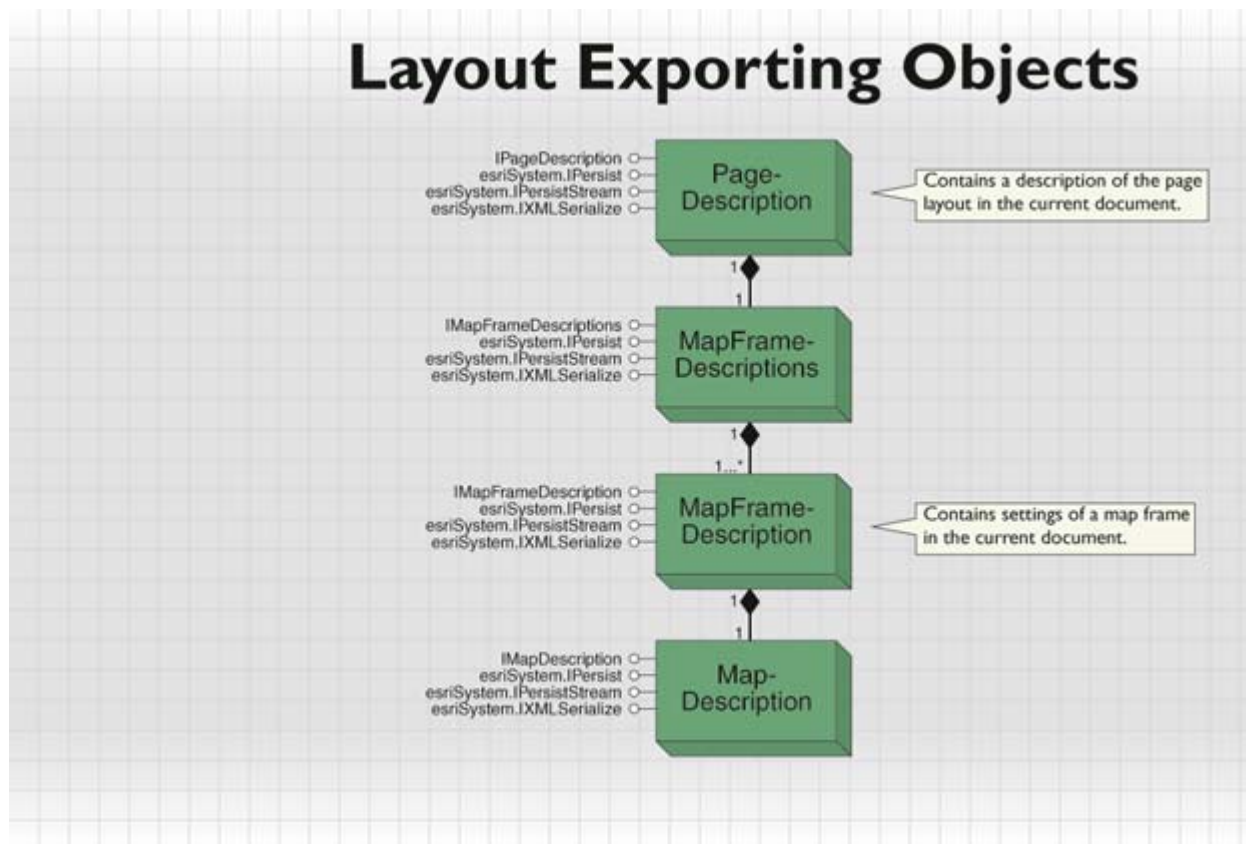 Layout Exporting Objects
IPageDescription
esriSystem.IPersist
esriSystem.IPersistStream
esriSystem.IXMLSerialize
Page-
Description
Contains a description of the page
layout in the current document.
1
1
IMapFrameDescriptions
esriSystem.IPersist
esriSystem.IPersistStream
esriSystem.IXMLSerialize
MapFrame-
Descriptions
1
1...*
IMapFrameDescription
esriSystem.IPersist
esriSystem.IPersistStream
esriSystem.IXMLSerialize
MapFrame-
Description
Contains settings of a map frame
in the current document.
1
1
IMapDescription
esriSystem.IPersist
esriSystem.IPersistStream
esriSystem.IXMLSerialize
Map-
Description